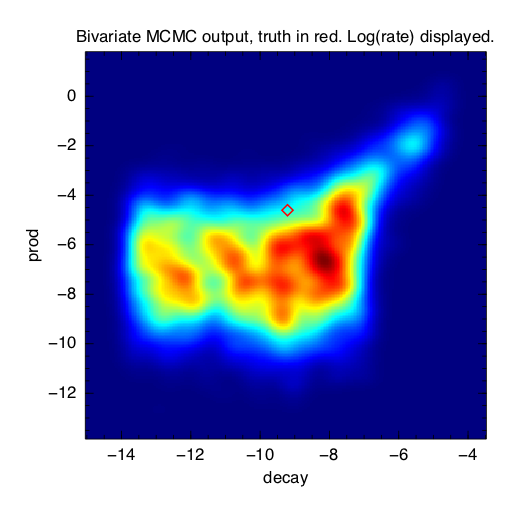 Bivariate MCMC output, truth in red. Log(rate) displayed.
0
−2
−4
−6
−8
−10
−12
prod
−14 −12 −10 −8 −6 −4
decay